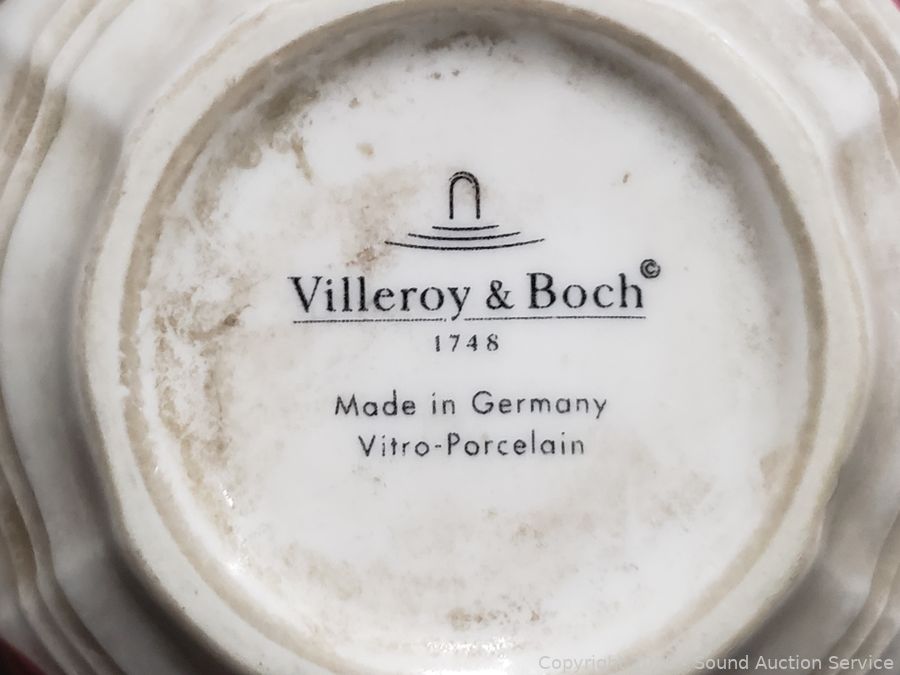 Villeroy & Boch©
1748
Made in Germany
Vitro-Porcelain
Copyright Sound Auction Service